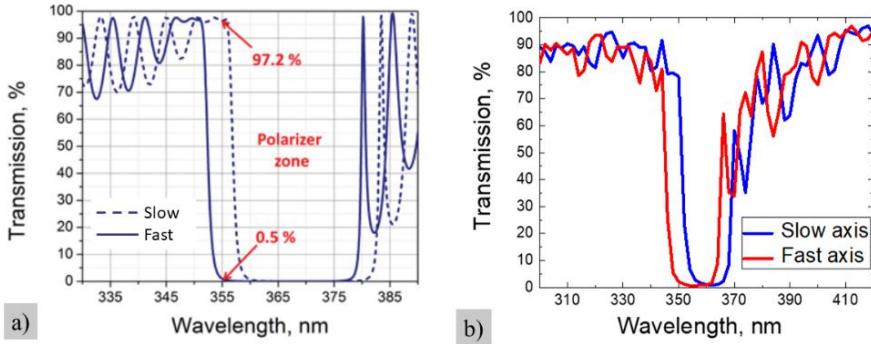 100
90
80
70
60
50
40
30
20
10
0
Transmission, %
97.2 %
Polarizer
zone
0.5 %
Slow
Fast
335 345 355 365 375 385
Wavelength, nm
a)
100
90
80
70
60
50
40
30
20
10
0
Transmission, %
Slow axis
Fast axis
310 330 350 370 390 410
Wavelength, nm
b)